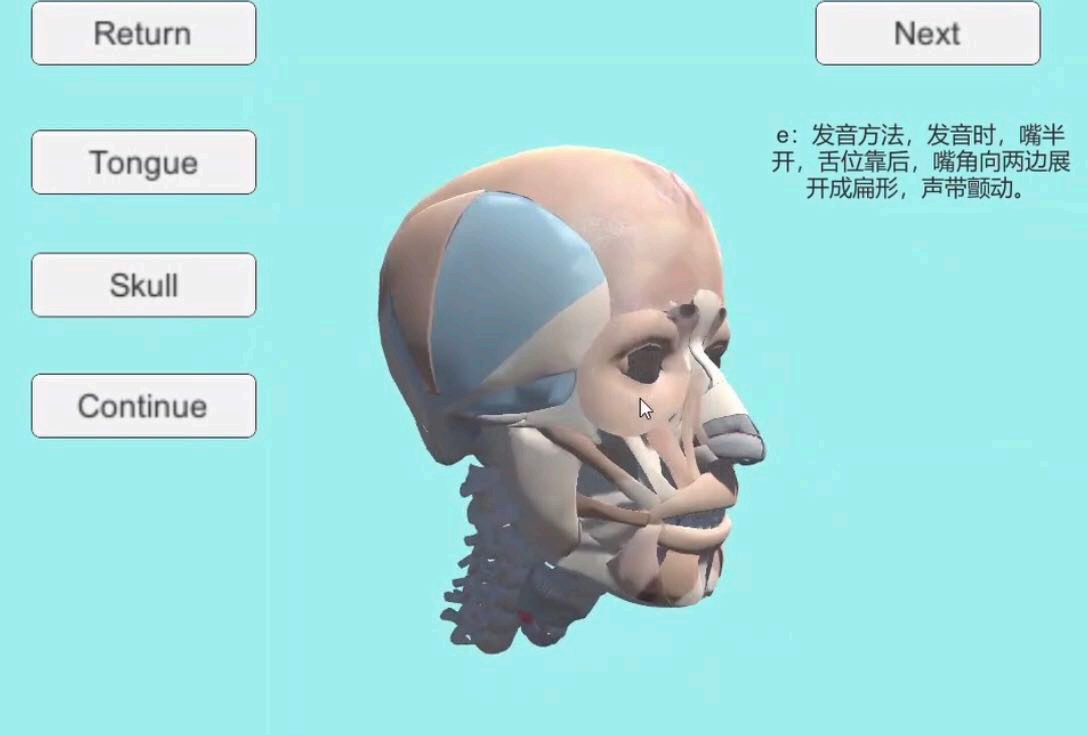 Return
Next
Tongue
e：发音方法，发音时，嘴半
开，舌位靠后，嘴角向两边展
开成扁形，声带颤动。
Skull
Continue